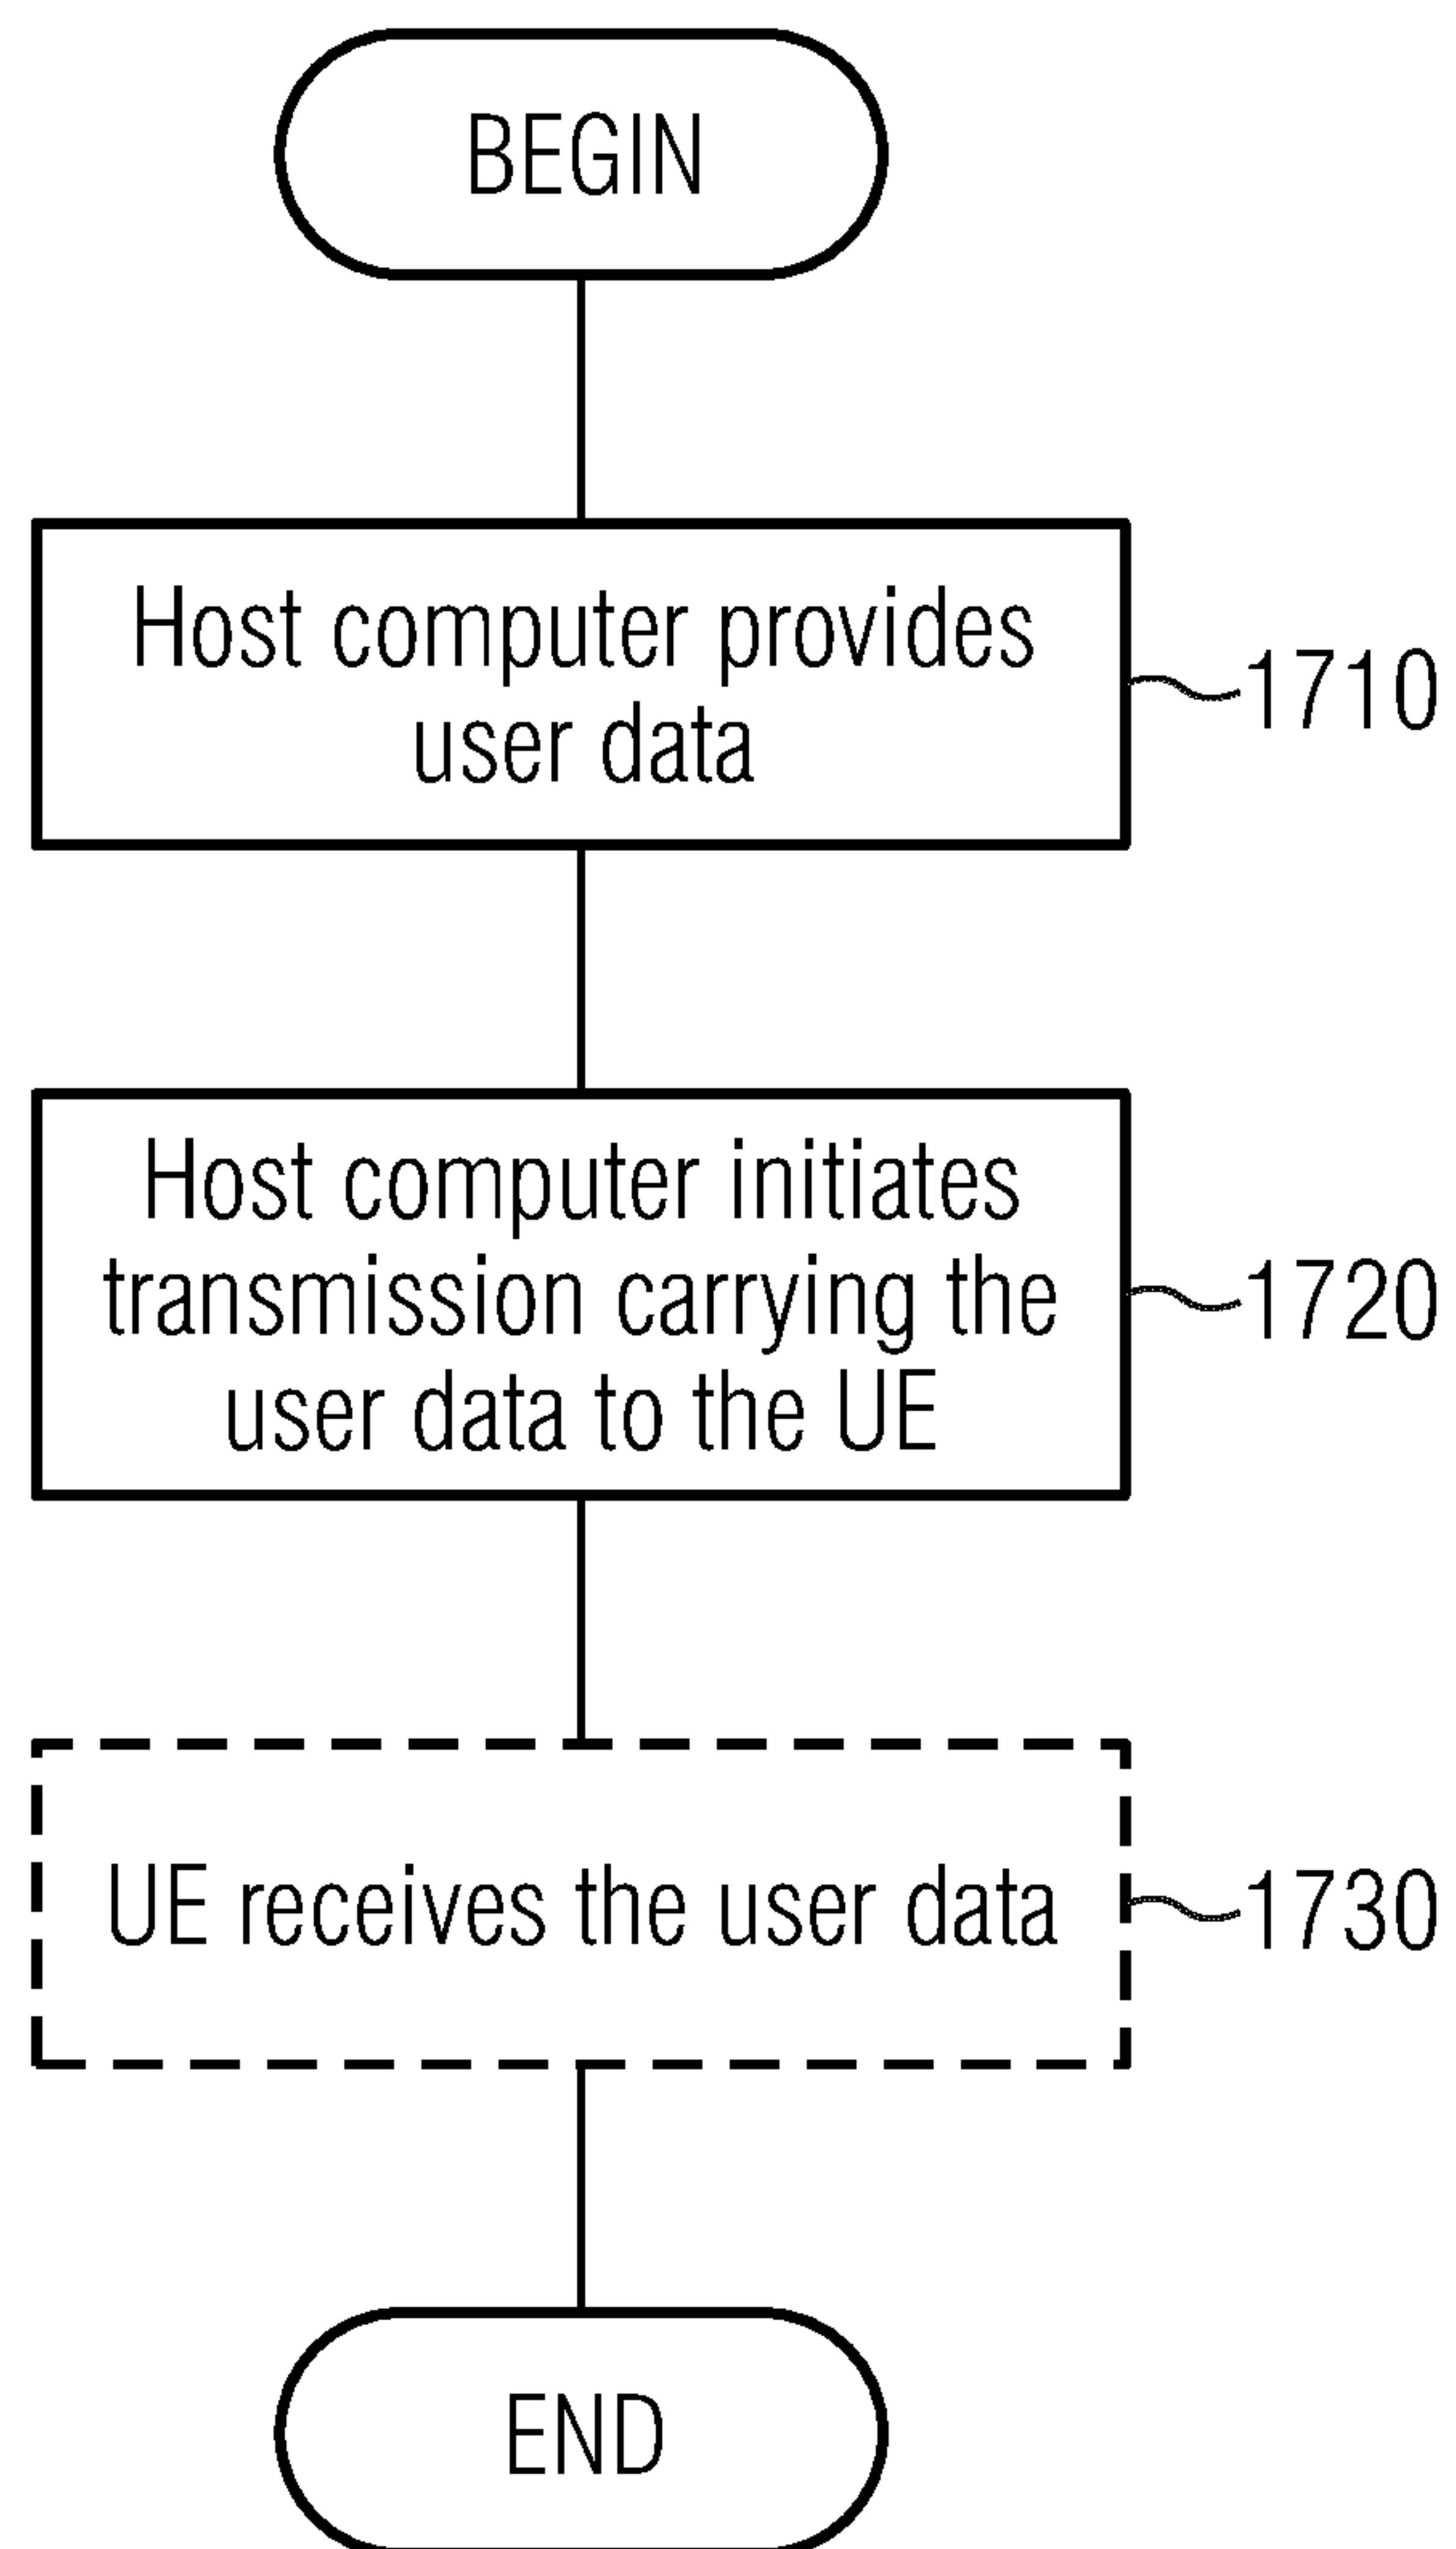 BEGIN
Host computer provides
user data
1710
Host computer initiates
transmission carrying the
user data to the UE
1720
UE receives the user data
1730
END